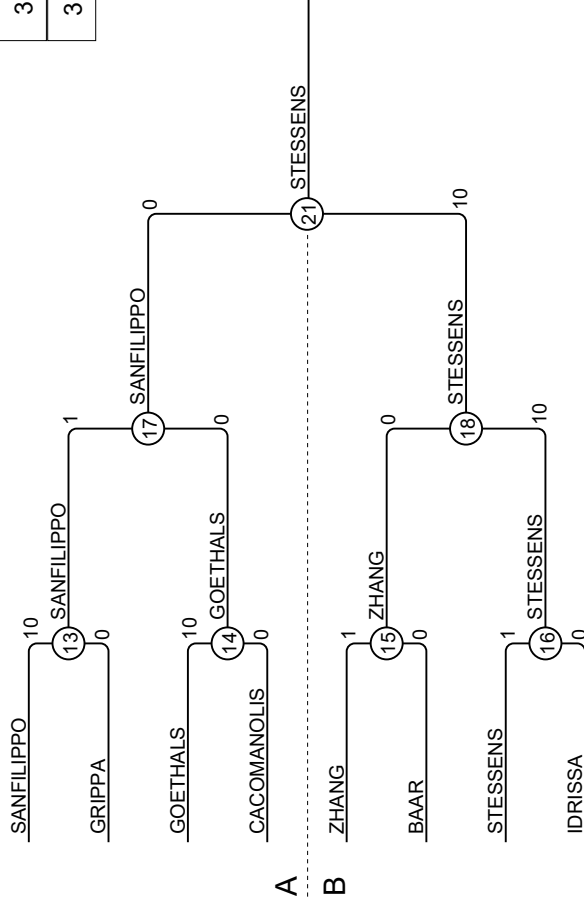 3
3
SANFILIPPO
10
13
SANFILIPPO
GRIPPA
0
1
17
SANFILIPPO
0
GOETHALS
10
14
GOETHALS
CACOMANOLIS
0
0
A
21
STESSENS
B
ZHANG
1
15
ZHANG
BAAR
0
0
18
STESSENS
10
STESSENS
1
16
STESSENS
IDRISSA
0
10